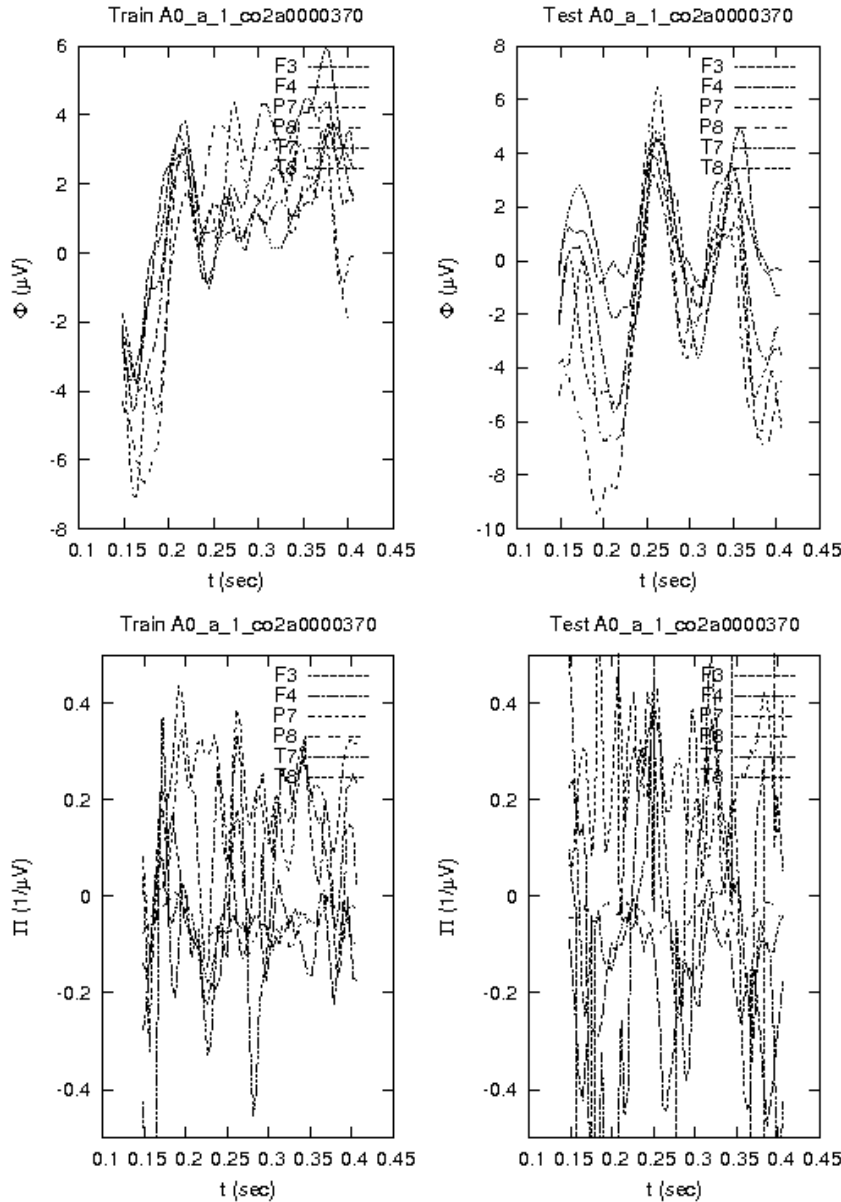 Train A0_a_1_co2a0000370
6
4
2
0
-2
-4
-6
-8
Φ (μV)
F3
F4
P7
P8
T7
T8
0.1 0.15 0.2 0.25 0.3 0.35 0.4 0.45
t (sec)
Test A0_a_1_co2a0000370
8
6
4
2
0
-2
-4
-6
-8
-10
Φ (μV)
F3
F4
P7
P8
T7
T8
0.1 0.15 0.2 0.25 0.3 0.35 0.4 0.45
t (sec)
Train A0_a_1_co2a0000370
0.4
0.2
0
-0.2
-0.4
Π (1/μV)
F3
F4
P7
P8
T7
T8
0.1 0.15 0.2 0.25 0.3 0.35 0.4 0.45
t (sec)
Test A0_a_1_co2a0000370
0.4
0.2
0
-0.2
-0.4
Π (1/μV)
F3
F4
P7
P8
T7
T8
0.1 0.15 0.2 0.25 0.3 0.35 0.4 0.45
t (sec)